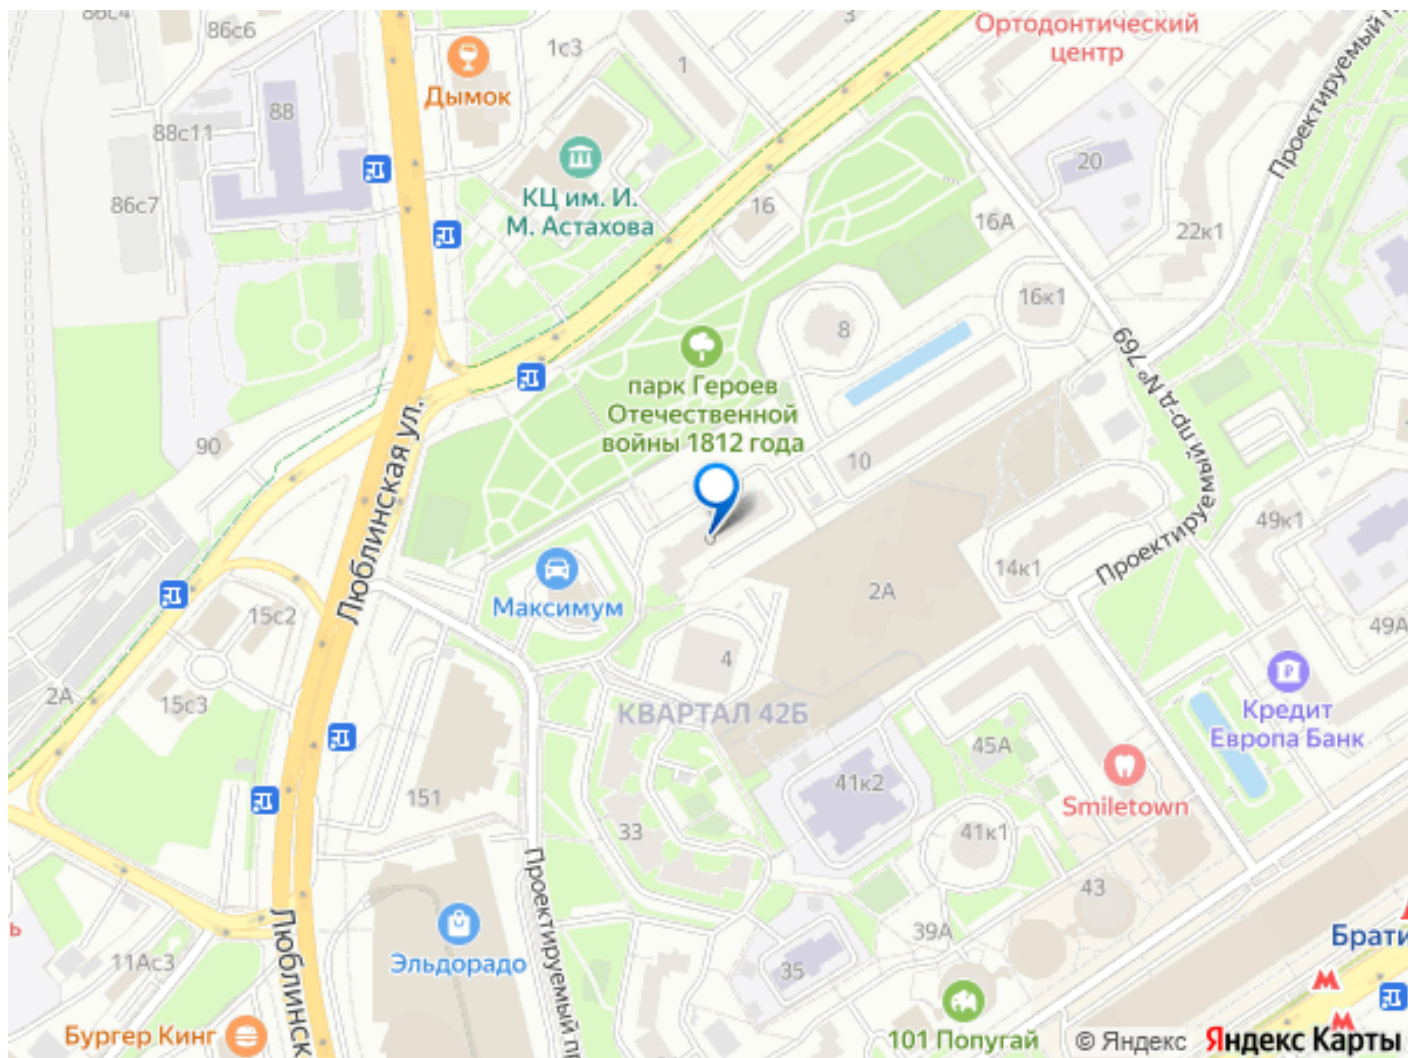 86с6
1с3
3
Ортодонтический
центр
1
Дымок
88
88с11
Проектируемый
20
86с7
КЦ им. И.
М. Астахова
16
16А
22к1
16к1
8
Проектируемый пр-д № 769
парк Героев
Отечественной
войны 1812 года
Люблинская ул.
90
10
49к1
Проектируемый
14к1
Максимум
2А
15с2
49А
4
2А
15с3
КВАРТАЛ 42Б
Кредит
Европа Банк
45А
41к2
Smiletown
151
33
41к1
Проектируемый п
43
Люблинск
39А
Брати
11Ас3
Эльдорадо
35
Бургер Кинг
101 Попугай
© Яндекс
Яндекс Карты